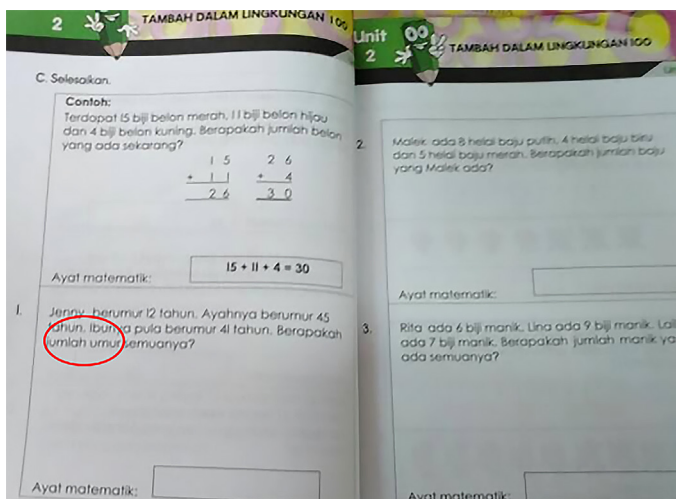 2
TAMBAH DALAM LINGKUNGAN 100
C. Selesaikan.
Contoh:
Terdapat 15 biji belon merah, 11 biji belon hijau
dan 4 biji belon kuning. Berapakah jumlah belon
yang ada sekarang?
1 5
+ 1 1
2 6
2 6
+ 4
3 0
Ayat matematik:
15 + 11 + 4 = 30
1.
Jenny berumur 12 tahun. Ayahnya berumur 45
tahun. Ibunya pula berumur 41 tahun. Berapakah
jumlah umur semuanya?
Ayat matematik:
Unit
2
TAMBAH DALAM LINGKUNGAN 100
2.
Malek ada 8 helai baju putih, 4 helai baju biru
dan 5 helai baju merah. Berapakah jumlah baju
yang Malek ada?
Ayat matematik:
3.
Rita ada 6 biji manik. Lina ada 9 biji manik. Lai
ada 7 biji manik. Berapakah jumlah manik ya
ada semuanya?
Ayat matematik: